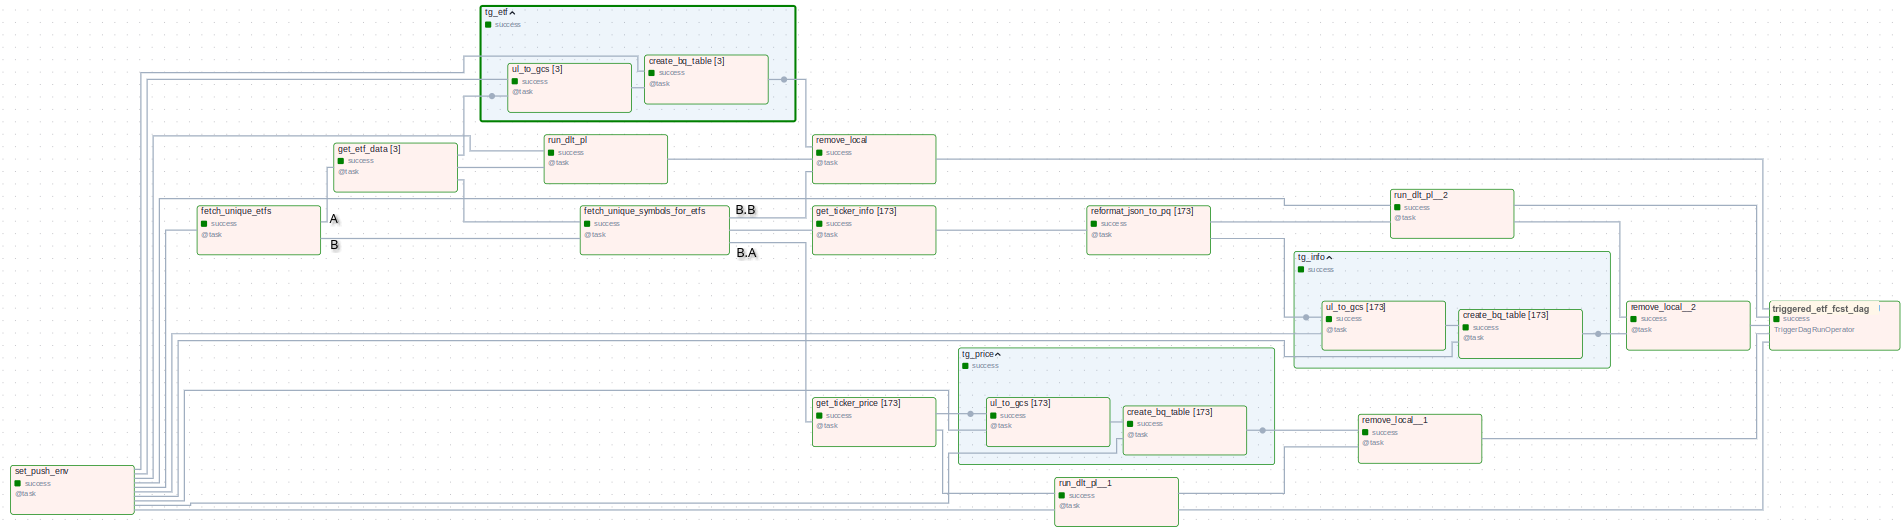 tg_etf
success
ul_to_gcs [3]
success
@task
create_bq_table [3]
success
@task
get_etf_data [3]
success
@task
run_dlt_pl
success
@task
remove_local
success
@task
fetch_unique_etfs
success
@task
A
B
fetch_unique_symbols_for_etfs
success
@task
B.B
B.A
get_ticker_info [173]
success
@task
reformat_json_to_pq [173]
success
@task
run_dlt_pl__2
success
@task
tg_info
success
ul_to_gcs [173]
success
@task
create_bq_table [173]
success
@task
remove_local__2
success
@task
triggered_etf_fcst_dag
success
TriggerDagRunOperator
tg_price
success
get_ticker_price [173]
success
@task
ul_to_gcs [173]
success
@task
create_bq_table [173]
success
@task
remove_local__1
success
@task
set_push_env
success
@task
run_dlt_pl__1
success
@task